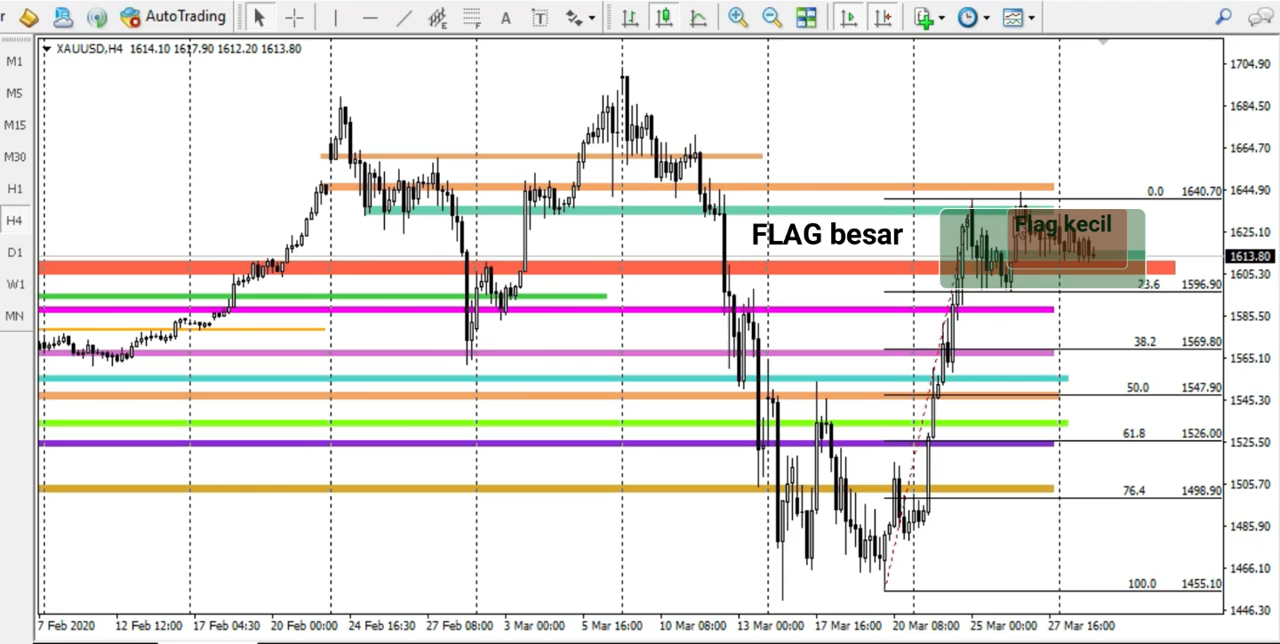 r AutoTrading E F A T
M1
M5
M15
M30
H1
H4
D1
W1
MN
XAUUSD,H4 1614.10 1617.90 1612.20 1613.80
FLAG besar
Flag kecil
0.0 1640.70
23.6 1596.90
38.2 1569.80
50.0 1547.90
61.8 1526.00
76.4 1498.90
100.0 1455.10
1704.90
1684.50
1664.70
1644.90
1625.10
1613.80
1605.30
1585.50
1565.10
1545.30
1525.50
1505.70
1485.90
1466.10
1446.30
7 Feb 2020 12 Feb 12:00 17 Feb 04:30 20 Feb 00:00 24 Feb 16:30 27 Feb 08:00 3 Mar 00:00 5 Mar 16:00 10 Mar 08:00 13 Mar 00:00 17 Mar 16:00 20 Mar 08:00 25 Mar 00:00 27 Mar 16:00